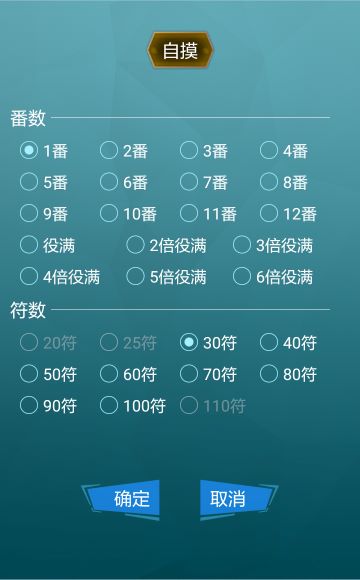 自摸
番数
1番 2番 3番 4番
5番 6番 7番 8番
9番 10番 11番 12番
役满 2倍役满 3倍役满
4倍役满 5倍役满 6倍役满
符数
20符 25符 30符 40符
50符 60符 70符 80符
90符 100符 110符
确定 取消